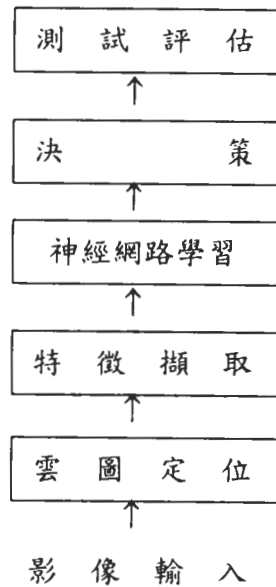 測試評估
決策
神經網路學習
特徵擷取
雲圖定位
影像輸入